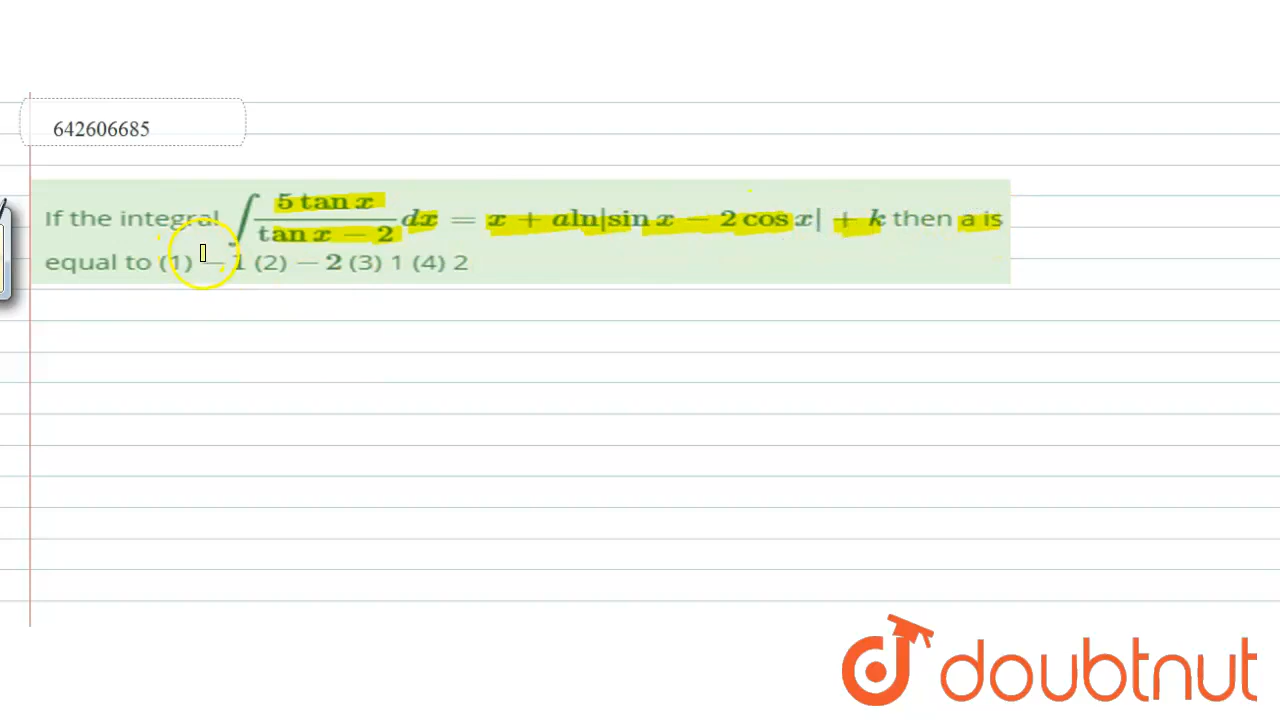 642606685
If the integral ∫ 5 tan x / tan x − 2 dx = x + a ln|sin x − 2 cos x| + k then a is
equal to (1) − 1 (2) − 2 (3) 1 (4) 2
doubtnut